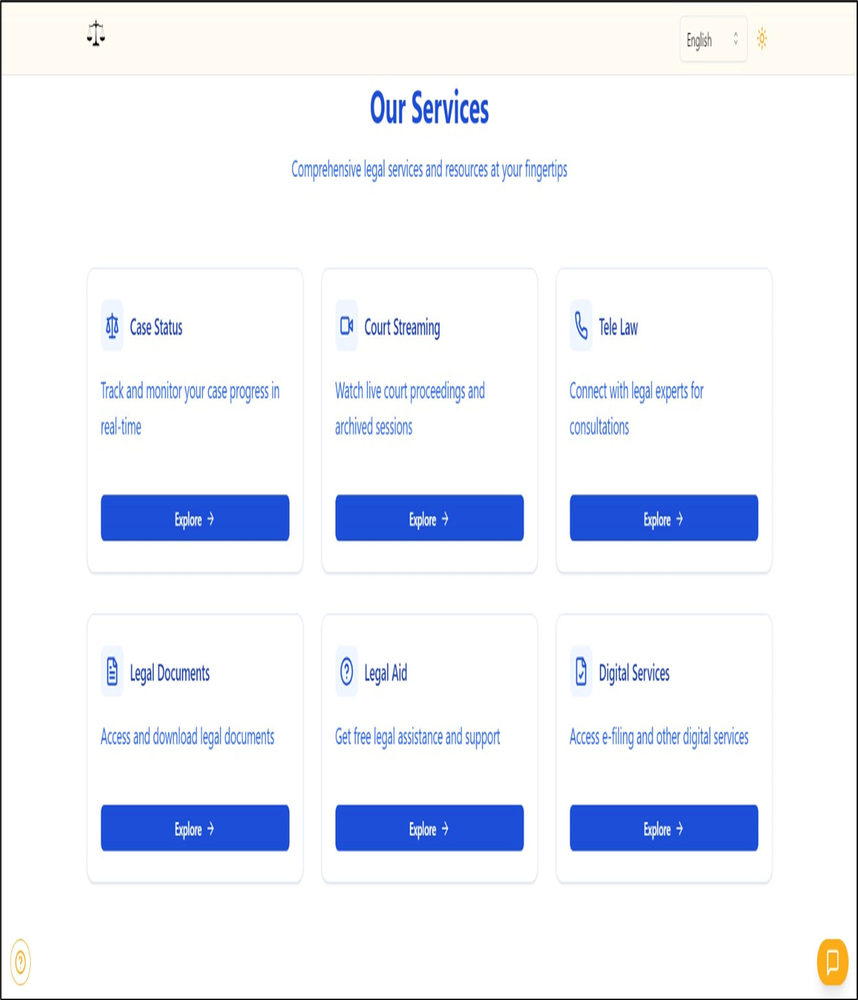 English
Our Services
Comprehensive legal services and resources at your fingertips
Case Status
Track and monitor your case progress in
real-time
Explore →
Court Streaming
Watch live court proceedings and
archived sessions
Explore →
Tele Law
Connect with legal experts for
consultations
Explore →
Legal Documents
Access and download legal documents
Explore →
Legal Aid
Get free legal assistance and support
Explore →
Digital Services
Access e-filing and other digital services
Explore →